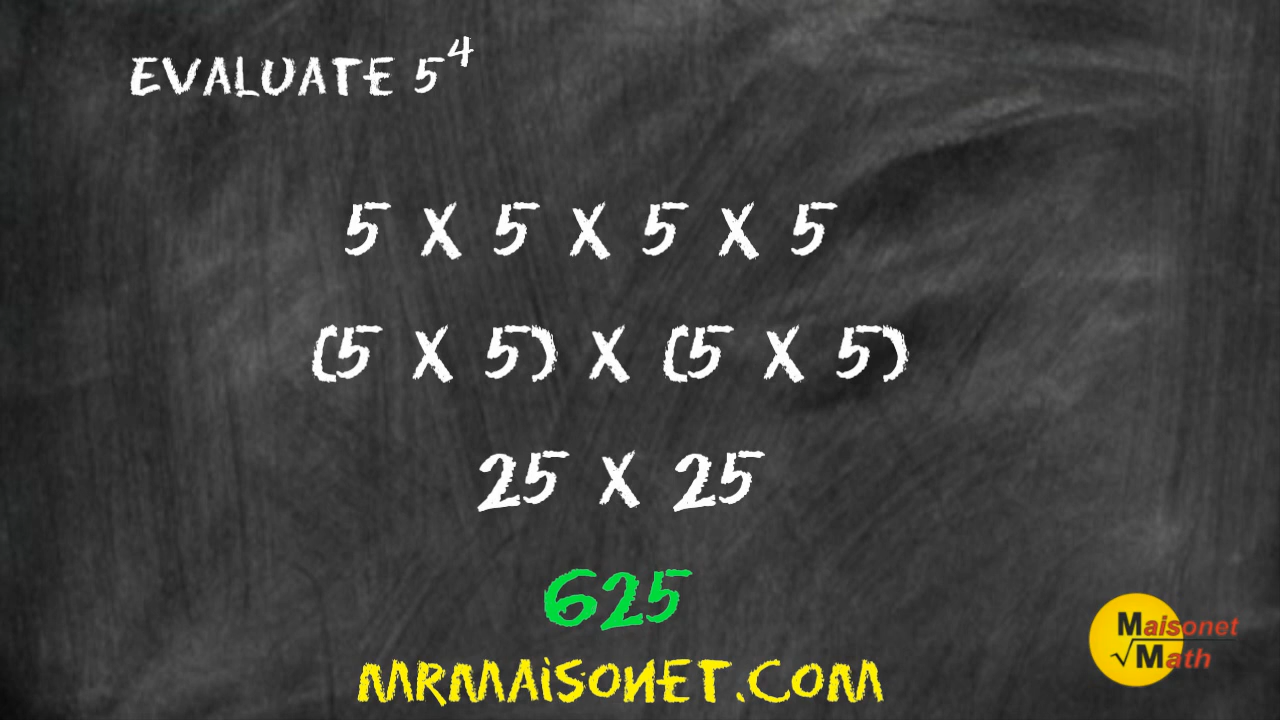 EVALUATE 5⁴
5 X 5 X 5 X 5
(5 X 5) X (5 X 5)
25 X 25
625
MRMAiSONET.COM
Maisonet
√Math